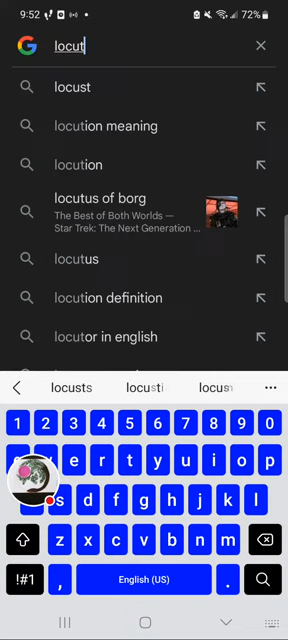 9:52 72%
locut
locust
locution meaning
locution
locutus of borg
The Best of Both Worlds —
Star Trek: The Next Generation ...
locutus
locution definition
locutor in english
locusts locusti locusm ...
1 2 3 4 5 6 7 8 9 0
e r t y u i o p
s d f g h j k l
z x c v b n m
!#1 , English (US) .